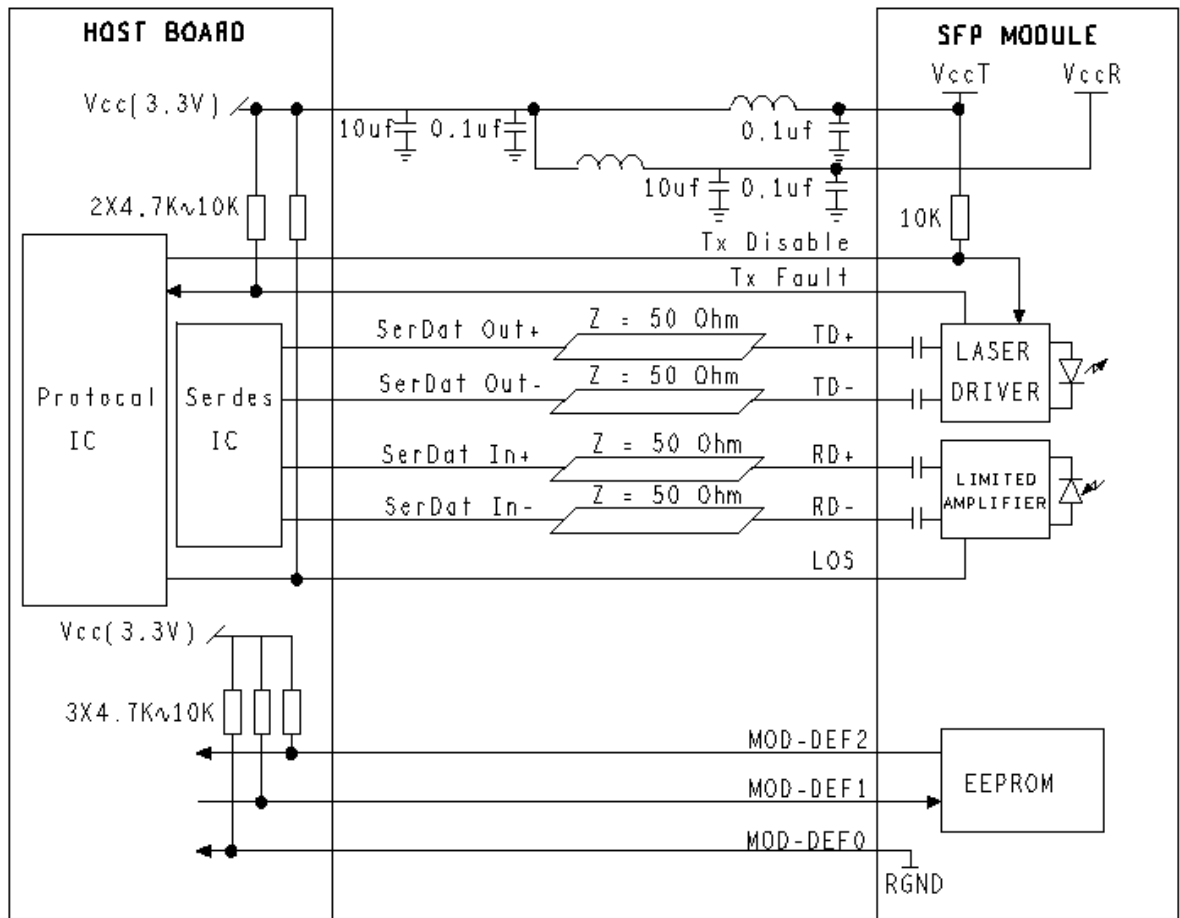 HOST BOARD
SFP MODULE
VccT
VccR
Vcc(3.3V)
10uf
0.1uf
0.1uf
10uf
0.1uf
2X4.7K~10K
10K
Tx Disable
Tx Fault
SerDat Out+
Z = 50 Ohm
TD+
SerDat Out-
Z = 50 Ohm
TD-
LASER
DRIVER
Protocal
IC
Serdes
IC
SerDat In+
Z = 50 Ohm
RD+
SerDat In-
Z = 50 Ohm
RD-
LIMITED
AMPLIFIER
LOS
Vcc(3.3V)
3X4.7K~10K
MOD-DEF2
MOD-DEF1
MOD-DEF0
EEPROM
RGND